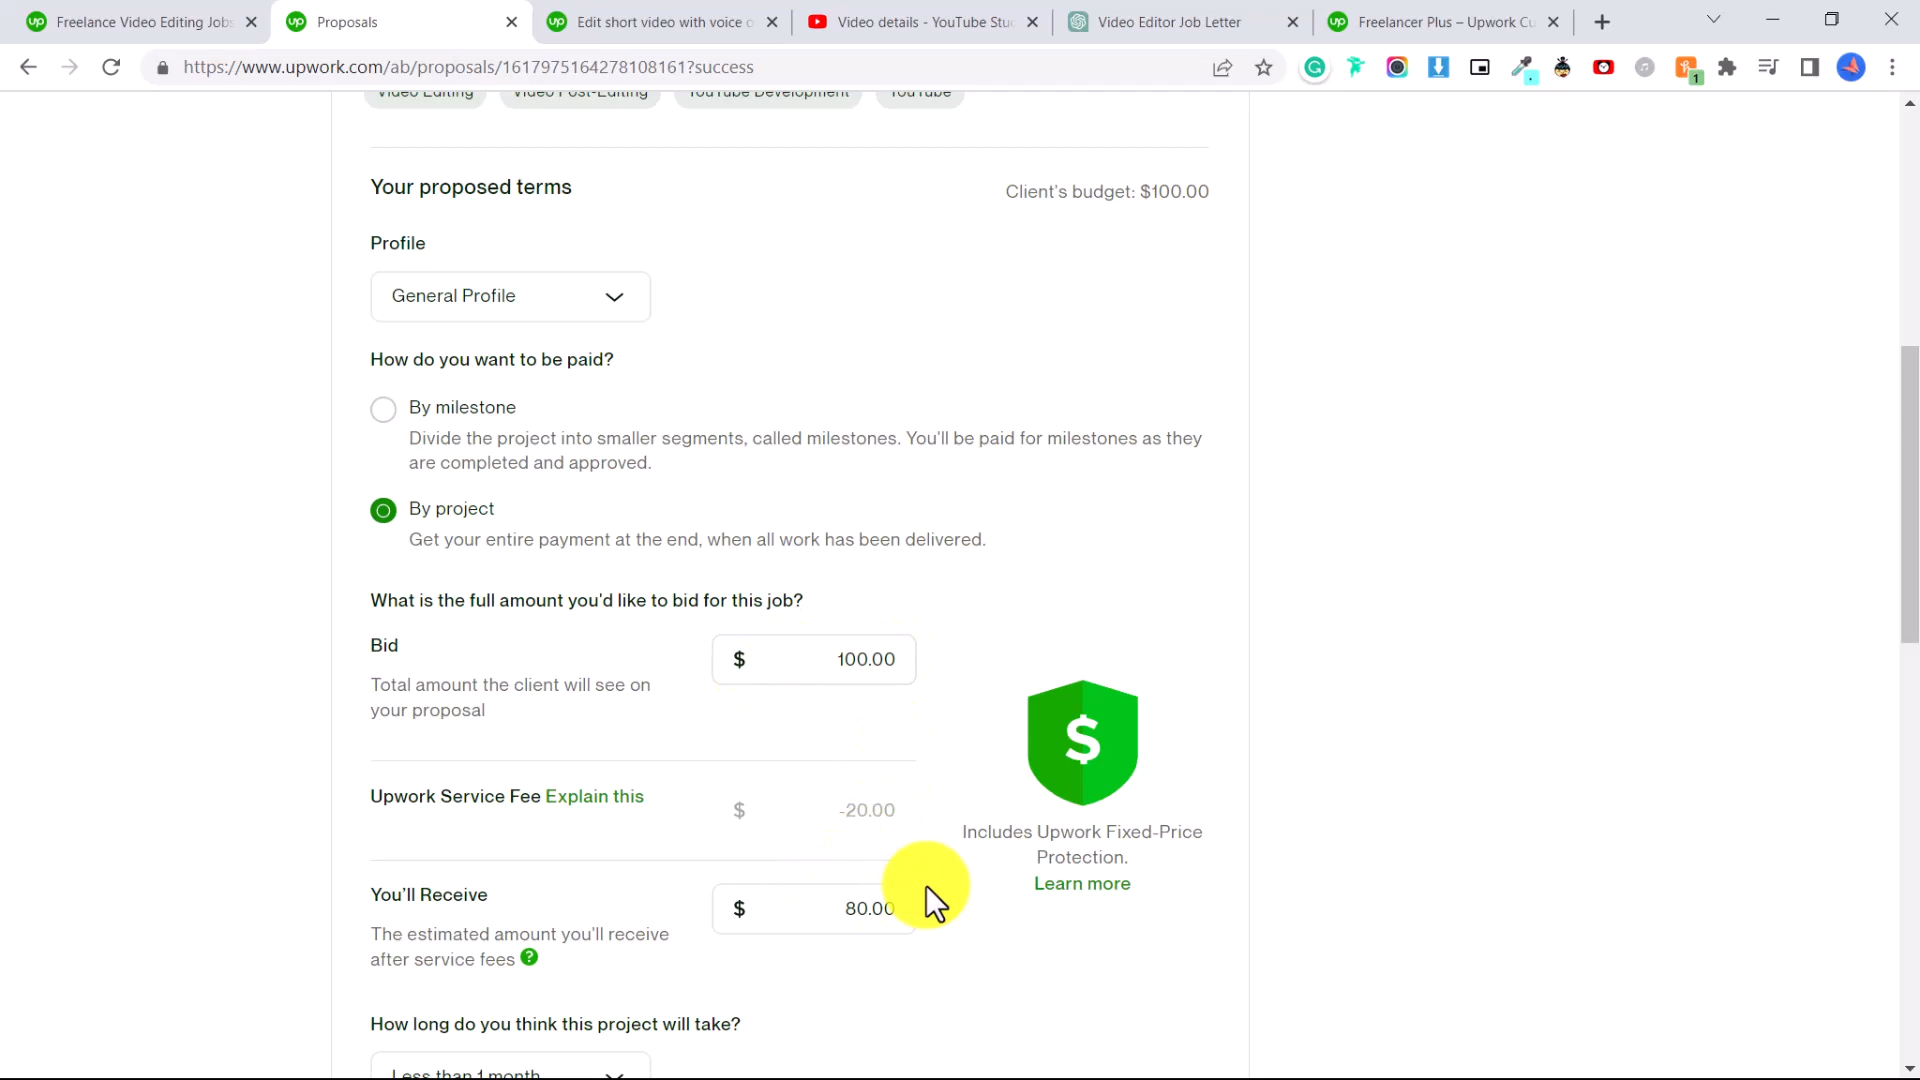 Freelance Video Editing Jobs
Proposals
Edit short video with voice o
Video details - YouTube Stu
Video Editor Job Letter
Freelancer Plus – Upwork Cu
https://www.upwork.com/ab/proposals/1617975164278108161?success
1
Video Editing Video Post-Editing YouTube Development YouTube
Your proposed terms
Client's budget: $100.00
Profile
General Profile
How do you want to be paid?
By milestone
Divide the project into smaller segments, called milestones. You'll be paid for milestones as they
are completed and approved.
By project
Get your entire payment at the end, when all work has been delivered.
What is the full amount you'd like to bid for this job?
Bid
$ 100.00
Total amount the client will see on
your proposal
$
Upwork Service Fee Explain this
$ -20.00
Includes Upwork Fixed-Price
Protection.
Learn more
You'll Receive
$ 80.00
The estimated amount you'll receive
after service fees ?
How long do you think this project will take?
Less than 1 month